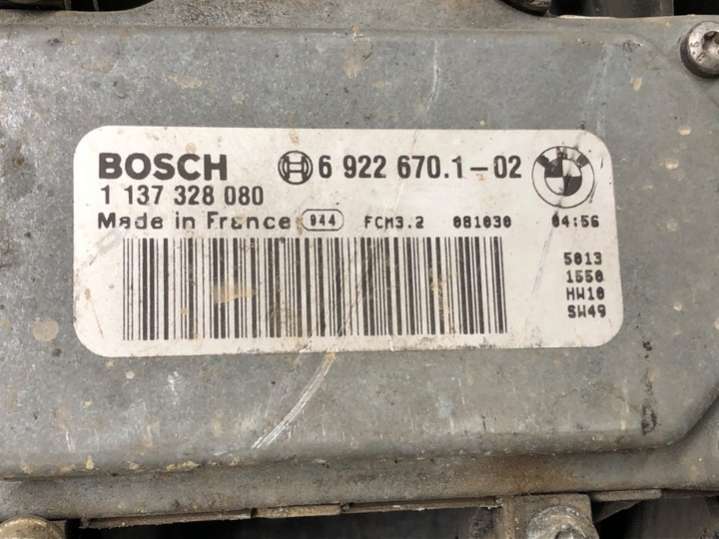 BOSCH 6 922 670.1-02
1 137 328 080
Made in France 944 FCM3.2 081030 04:56
5013
1550
HW10
SW49